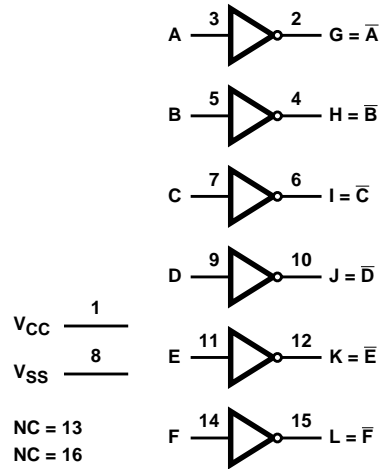 A 3 2 G = A̅
B 5 4 H = B̅
C 7 6 I = C̅
D 9 10 J = D̅
VCC 1
E 11 12 K = E̅
VSS 8
NC = 13
NC = 16
F 14 15 L = F̅